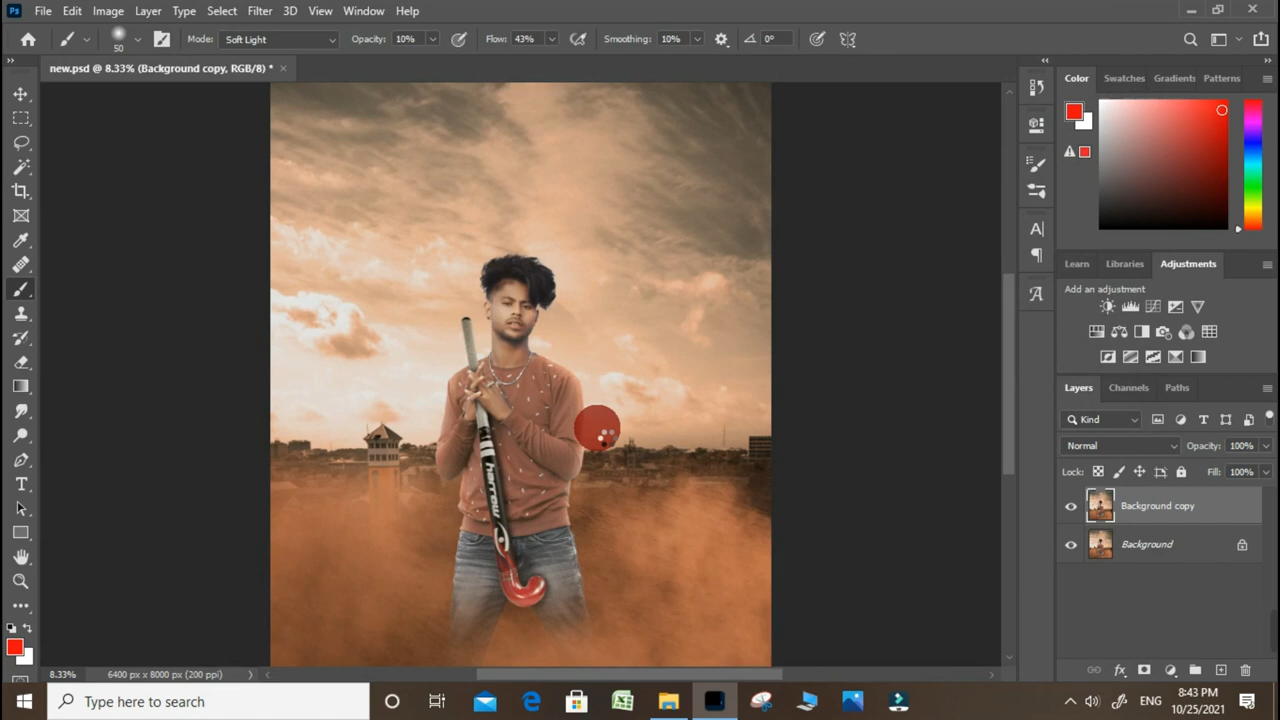 Ps File Edit Image Layer Type Select Filter 3D View Window Help
50 Mode: Soft Light Opacity: 10% Flow: 43% Smoothing: 10% 0°
new.psd @ 8.33% (Background copy, RGB/8) * ×
Color Swatches Gradients Patterns
Learn Libraries Adjustments
Add an adjustment
Layers Channels Paths
Kind
Normal Opacity: 100%
Lock: Fill: 100%
Background copy
Background
harrow
8.33% 6400 px x 8000 px (200 ppi)
Type here to search
ENG
8:43 PM
10/25/2021